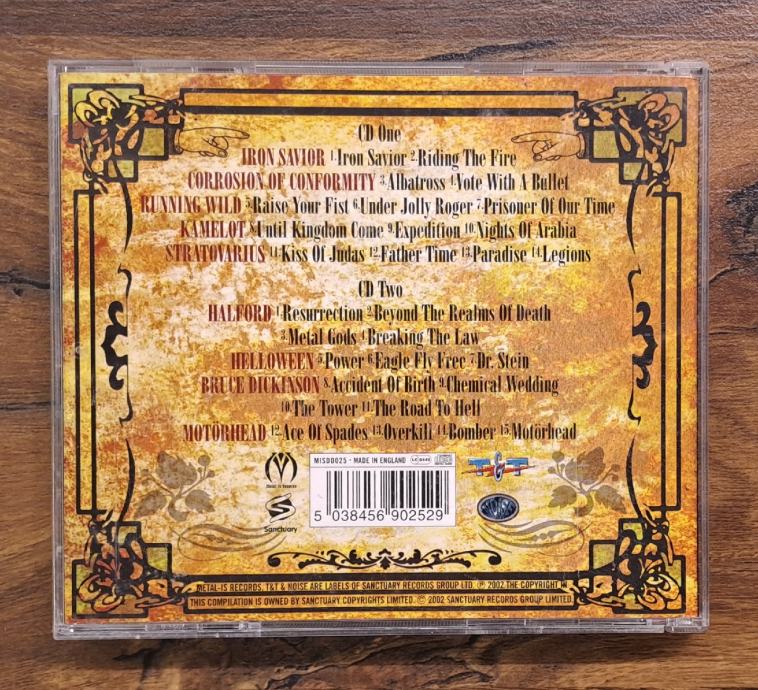 CD One
IRON SAVIOR 1.Iron Savior 2.Riding The Fire
CORROSION OF CONFORMITY 3.Albatross 4.Vote With A Bullet
RUNNING WILD 5.Raise Your Fist 6.Under Jolly Roger 7.Prisoner Of Our Time
KAMELOT 8.Until Kingdom Come 9.Expedition 10.Nights Of Arabia
STRATOVARIUS 11.Kiss Of Judas 12.Father Time 13.Paradise 14.Legions
CD Two
HALFORD 1.Resurrection 2.Beyond The Realms Of Death
3.Metal Gods 4.Breaking The Law
HELLOWEEN 5.Power 6.Eagle Fly Free 7.Dr. Stein
BRUCE DICKINSON 8.Accident Of Birth 9.Chemical Wedding
10.The Tower 11.The Road To Hell
MOTÖRHEAD 12.Ace Of Spades 13.Overkill 14.Bomber 15.Motörhead
MISDD025 · MADE IN ENGLAND
T&T
Metal-Is Records
Sanctuary
5 038456 902529
NOISE
METAL-IS RECORDS, T&T & NOISE ARE LABELS OF SANCTUARY RECORDS GROUP LTD. ℗ 2002 THE COPYRIGHT IN
THIS COMPILATION IS OWNED BY SANCTUARY COPYRIGHTS LIMITED. © 2002 SANCTUARY RECORDS GROUP LIMITED.